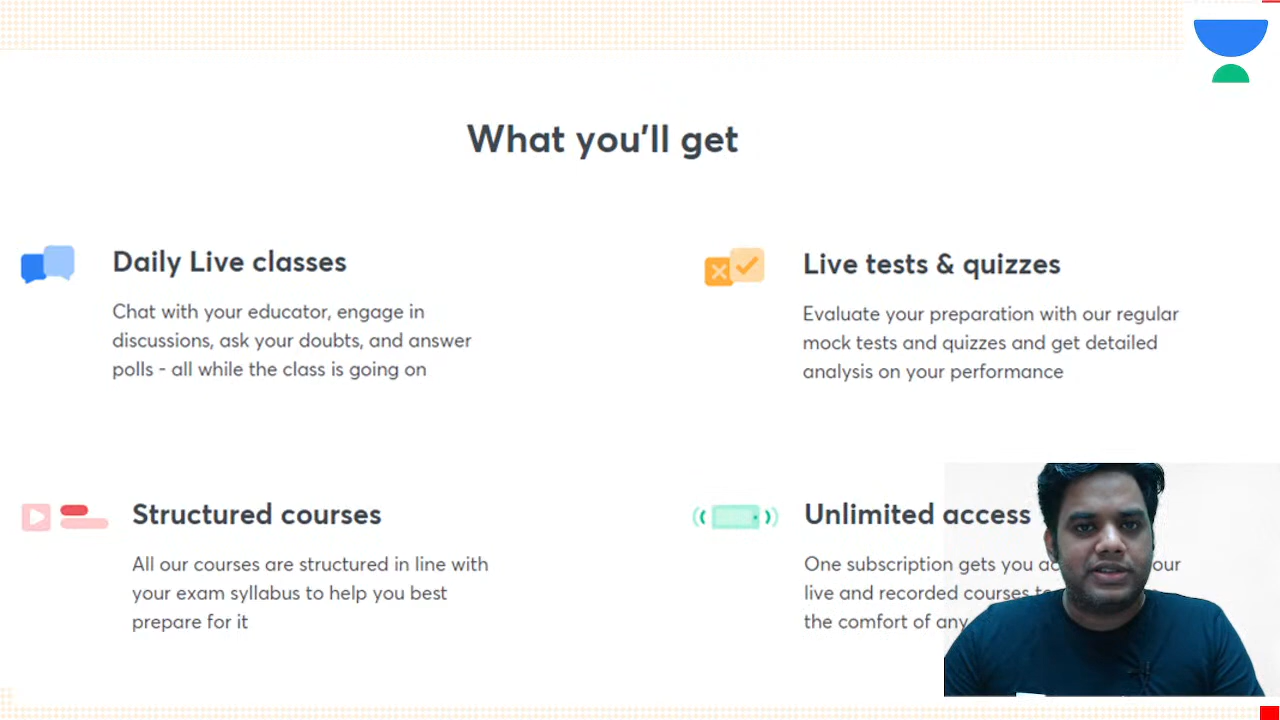 What you'll get
Daily Live classes
Chat with your educator, engage in
discussions, ask your doubts, and answer
polls - all while the class is going on
Live tests & quizzes
Evaluate your preparation with our regular
mock tests and quizzes and get detailed
analysis on your performance
Structured courses
All our courses are structured in line with
your exam syllabus to help you best
prepare for it
Unlimited access
One subscription gets you our
live and recorded courses
the comfort of any